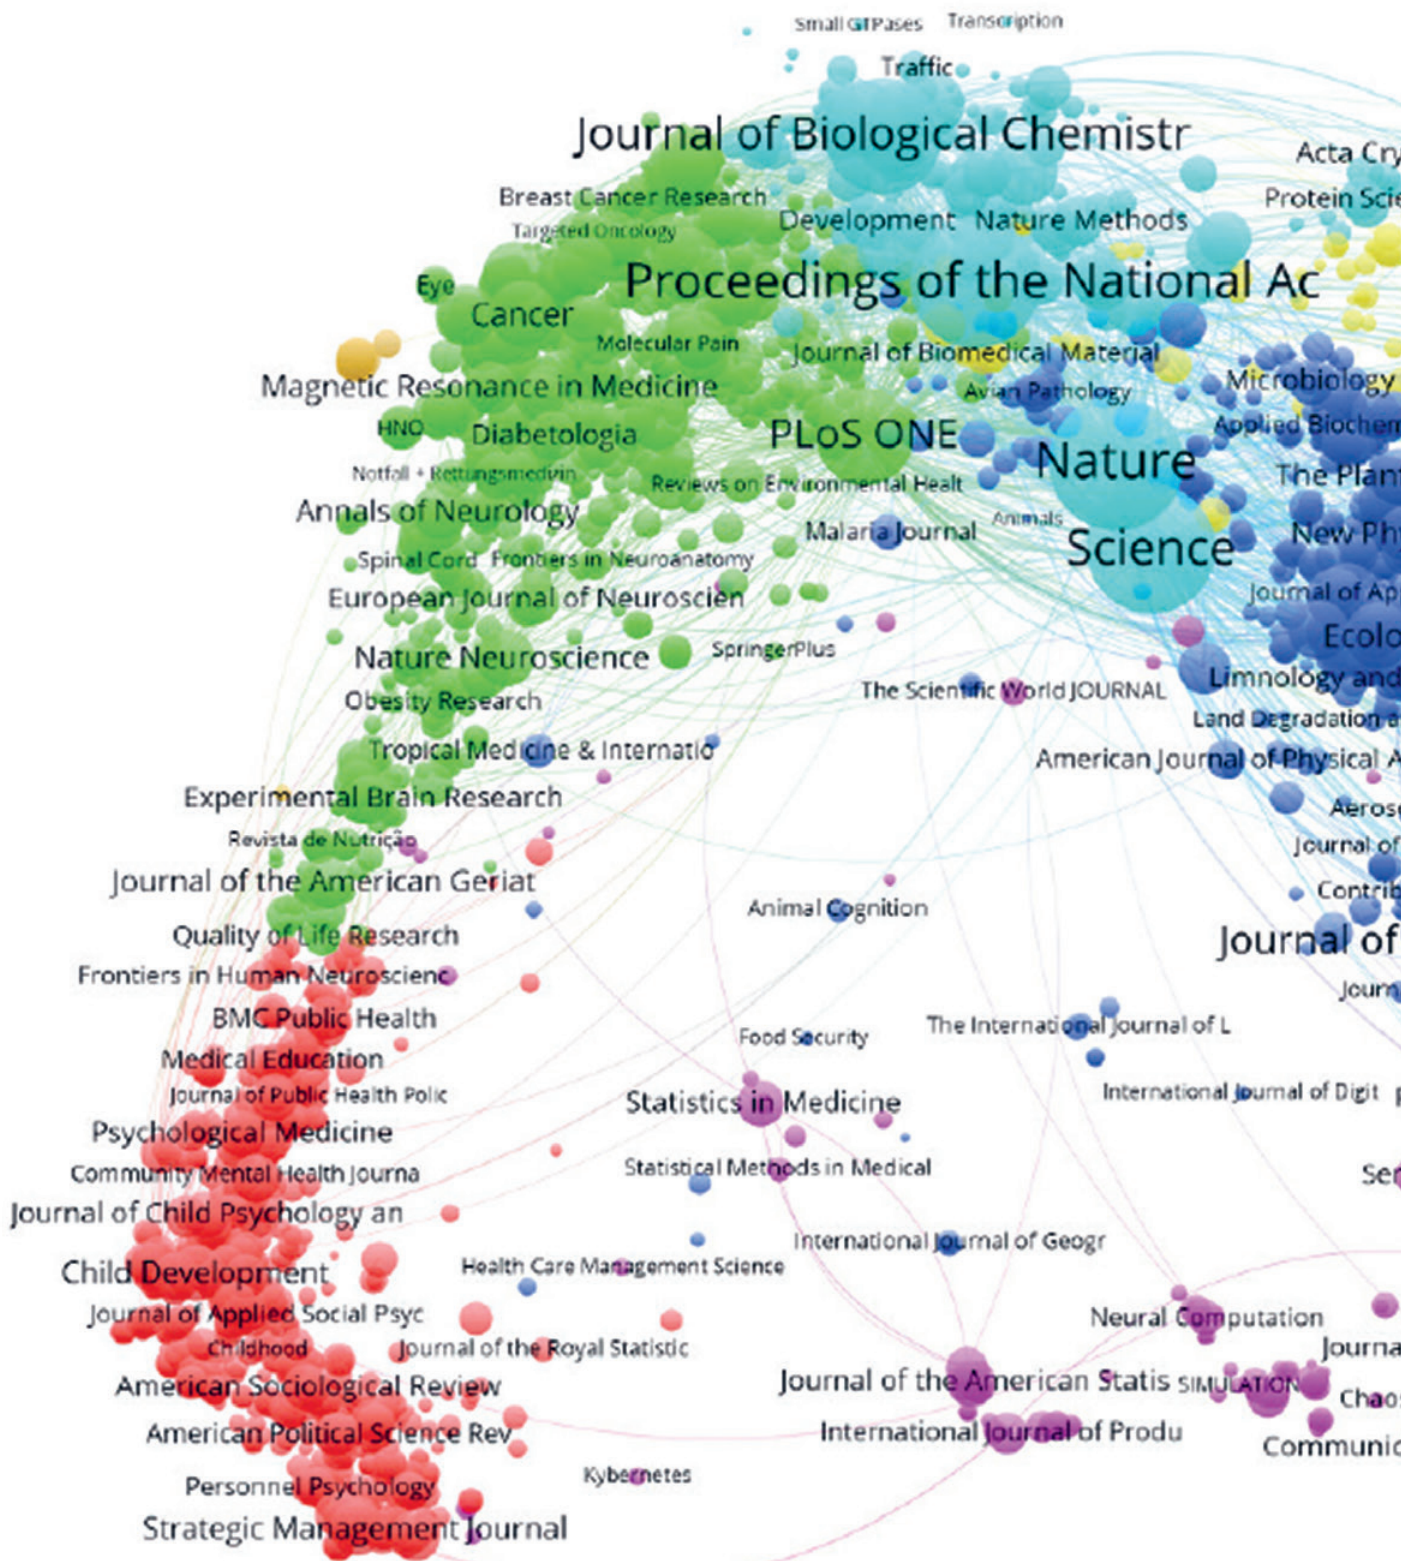 Small GTPases
Transcription
Traffic
Journal of Biological Chemistr
Acta Cry
Breast Cancer Research
Protein Scie
Development
Nature Methods
Targeted Oncology
Proceedings of the National Ac
Eye
Cancer
Molecular Pain
Journal of Biomedical Material
Magnetic Resonance in Medicine
Avian Pathology
Microbiology
HNO
Diabetologia
PLoS ONE
Applied Biochem
Nature
Notfall + Rettungsmedizin
Reviews on Environmental Healt
The Plan
Annals of Neurology
Malaria Journal
Animals
New Phy
Science
Spinal Cord
Frontiers in Neuroanatomy
European Journal of Neuroscien
Journal of Ap
Ecolo
Nature Neuroscience
SpringerPlus
Limnology and
The Scientific World JOURNAL
Obesity Research
Land Degradation a
Tropical Medicine & Internatio
American Journal of Physical A
Experimental Brain Research
Aeros
Revista de Nutrição
Journal of
Journal of the American Geriat
Contrib
Animal Cognition
Quality of Life Research
Journal of
Frontiers in Human Neuroscienc
Journ
BMC Public Health
The International Journal of L
Food Security
Medical Education
Journal of Public Health Polic
International Journal of Digit
Statistics in Medicine
Psychological Medicine
Statistical Methods in Medical
Community Mental Health Journa
Ser
Journal of Child Psychology an
International Journal of Geogr
Child Development
Health Care Management Science
Journal of Applied Social Psyc
Neural Computation
Childhood
Journal of the Royal Statistic
Journa
American Sociological Review
Journal of the American Statis
SIMULATION
Chaos
American Political Science Rev
International Journal of Produ
Communic
Kybernetes
Personnel Psychology
Strategic Management Journal